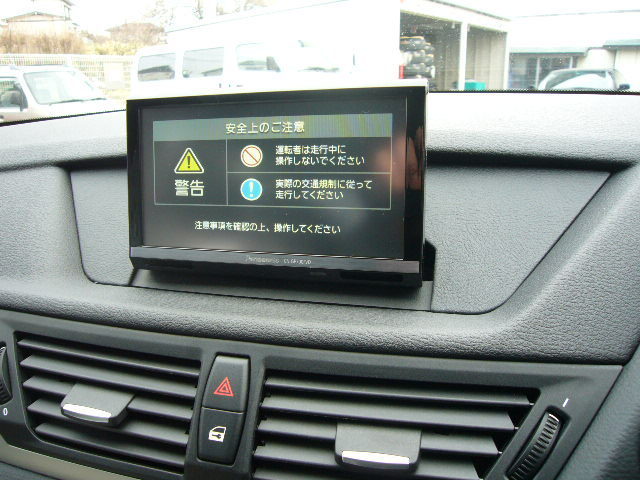 安全上のご注意
警告
運転者は走行中に
操作しないでください
実際の交通規制に従って
走行してください
注意事項を確認の上、操作してください
Panasonic
0